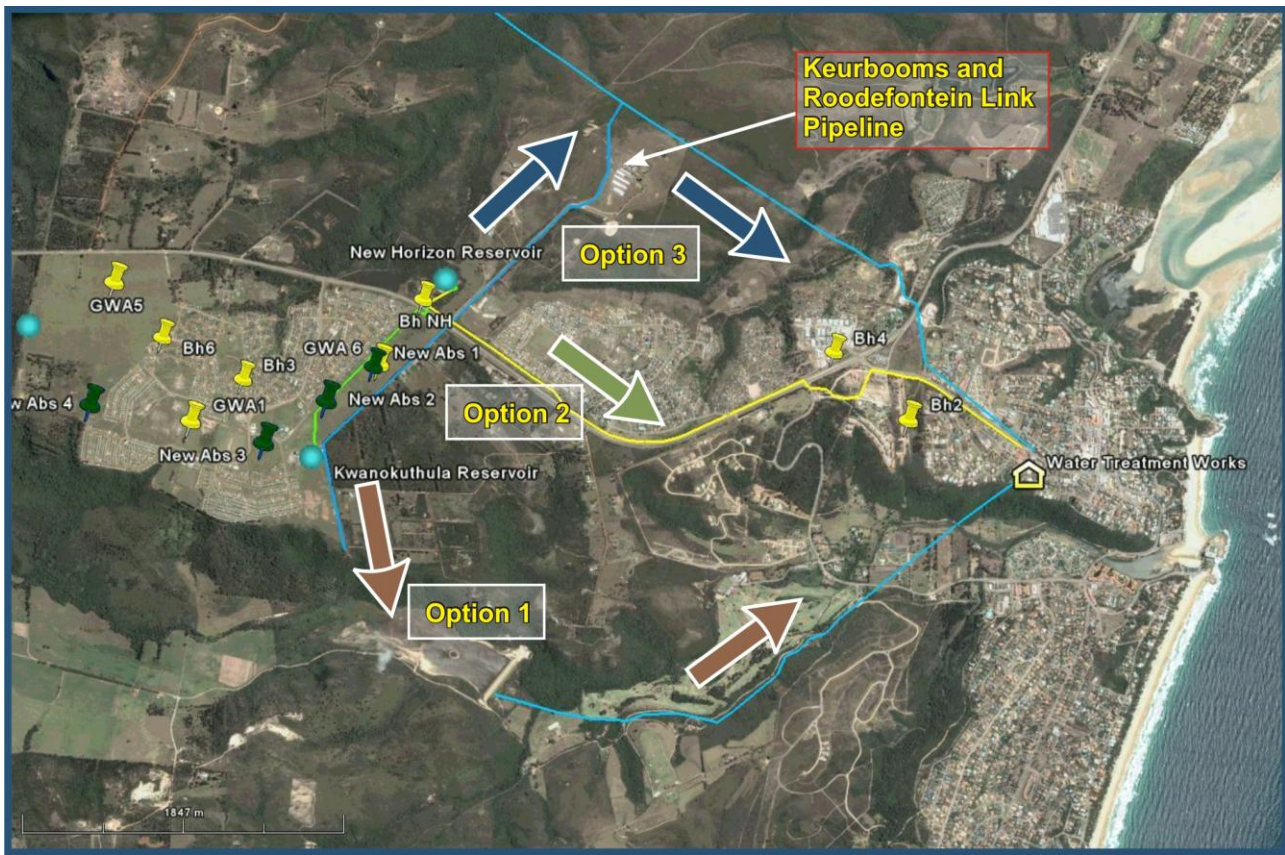 Keurbooms and
Roodefontein Link
Pipeline
New Horizon Reservoir
Option 3
GWA5
Bh NH
Bh6
GWA 6
New Abs 1
Bh4
Bh3
w Abs 4
New Abs 2
Option 2
GWA1
Bh2
New Abs 3
Kwanokuthula Reservoir
Water Treatment Works
Option 1
1847 m